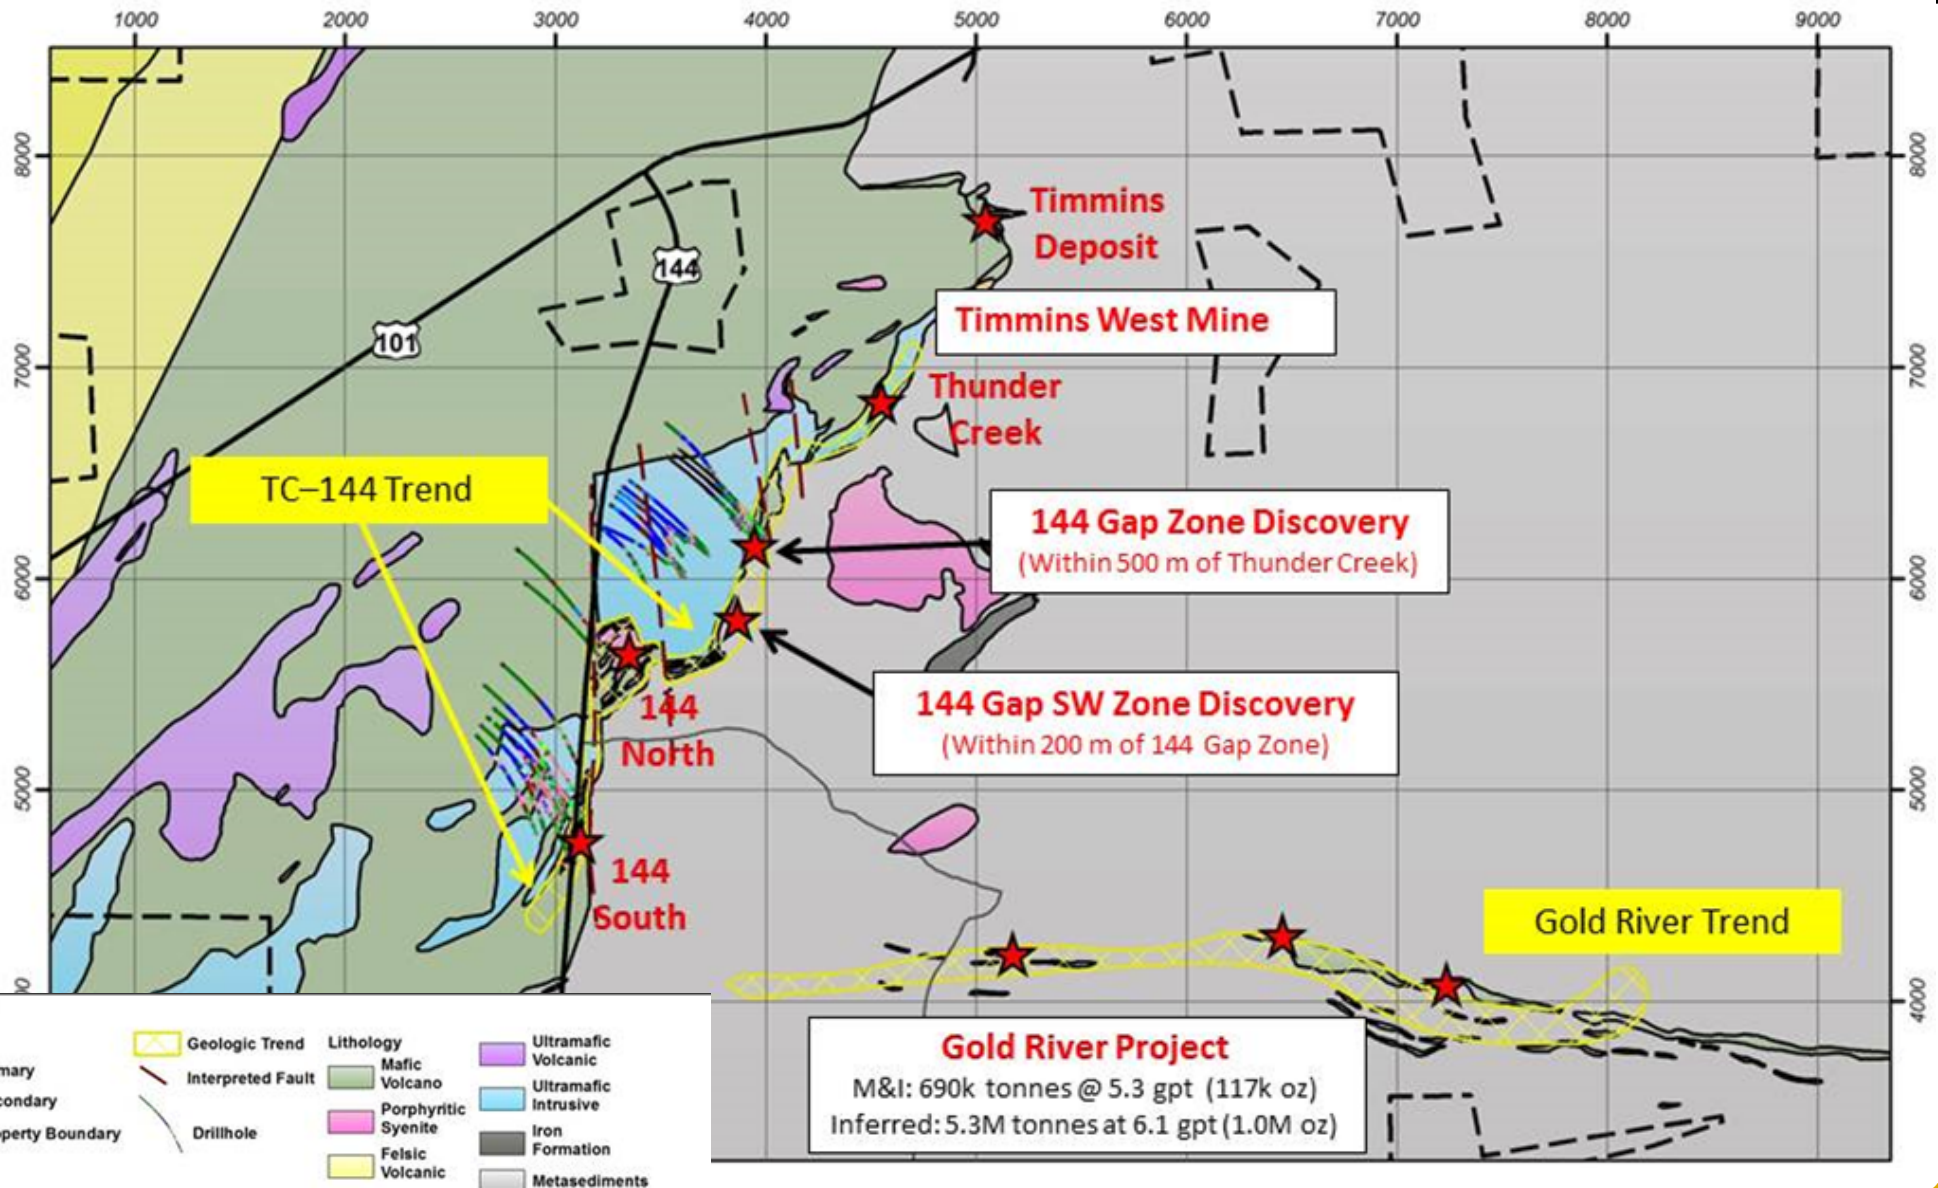 1000 2000 3000 4000 5000 6000 7000 8000 9000
8000 8000
Timmins
Deposit
144
Timmins West Mine
101
7000 7000
Thunder
Creek
TC–144 Trend
144 Gap Zone Discovery
(Within 500 m of Thunder Creek)
6000 6000
144 Gap SW Zone Discovery
(Within 200 m of 144 Gap Zone)
144
North
5000 5000
144
South
Gold River Trend
4000
Gold River Project
M&I: 690k tonnes @ 5.3 gpt (117k oz)
Inferred: 5.3M tonnes at 6.1 gpt (1.0M oz)
Geologic Trend
Interpreted Fault
Drillhole
operty Boundary
Lithology
Mafic
Volcano
Porphyritic
Syenite
Felsic
Volcanic
Ultramafic
Volcanic
Ultramafic
Intrusive
Iron
Formation
Metasediments